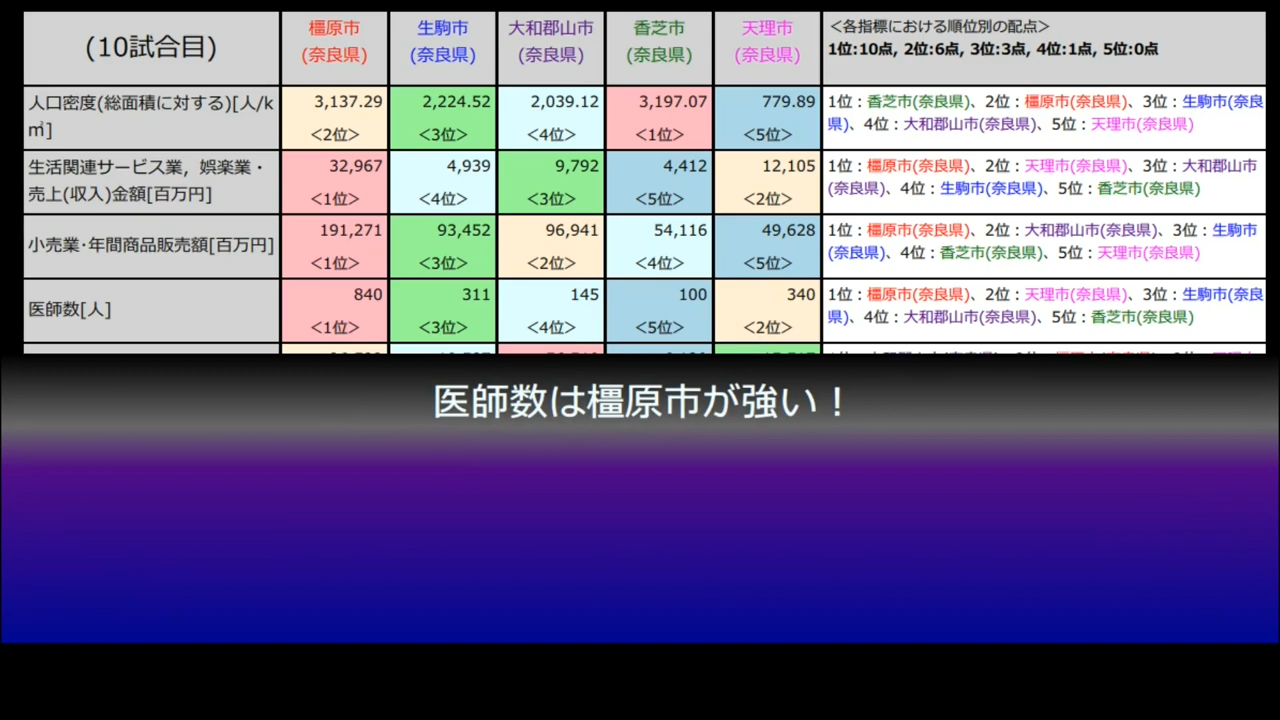 (10試合目)
橿原市
(奈良県)
生駒市
(奈良県)
大和郡山市
(奈良県)
香芝市
(奈良県)
天理市
(奈良県)
＜各指標における順位別の配点＞
1位:10点, 2位:6点, 3位:3点, 4位:1点, 5位:0点
人口密度(総面積に対する)[人/k
㎡]
3,137.29
<2位>
2,224.52
<3位>
2,039.12
<4位>
3,197.07
<1位>
779.89
<5位>
1位：香芝市(奈良県)、2位：橿原市(奈良県)、3位：生駒市(奈良
県)、4位：大和郡山市(奈良県)、5位：天理市(奈良県)
生活関連サービス業，娯楽業・
売上(収入)金額[百万円]
32,967
<1位>
4,939
<4位>
9,792
<3位>
4,412
<5位>
12,105
<2位>
1位：橿原市(奈良県)、2位：天理市(奈良県)、3位：大和郡山市
(奈良県)、4位：生駒市(奈良県)、5位：香芝市(奈良県)
小売業･年間商品販売額[百万円]
191,271
<1位>
93,452
<3位>
96,941
<2位>
54,116
<4位>
49,628
<5位>
1位：橿原市(奈良県)、2位：大和郡山市(奈良県)、3位：生駒市
(奈良県)、4位：香芝市(奈良県)、5位：天理市(奈良県)
医師数[人]
840
<1位>
311
<3位>
145
<4位>
100
<5位>
340
<2位>
1位：橿原市(奈良県)、2位：天理市(奈良県)、3位：生駒市(奈良
県)、4位：大和郡山市(奈良県)、5位：香芝市(奈良県)
医師数は橿原市が強い！